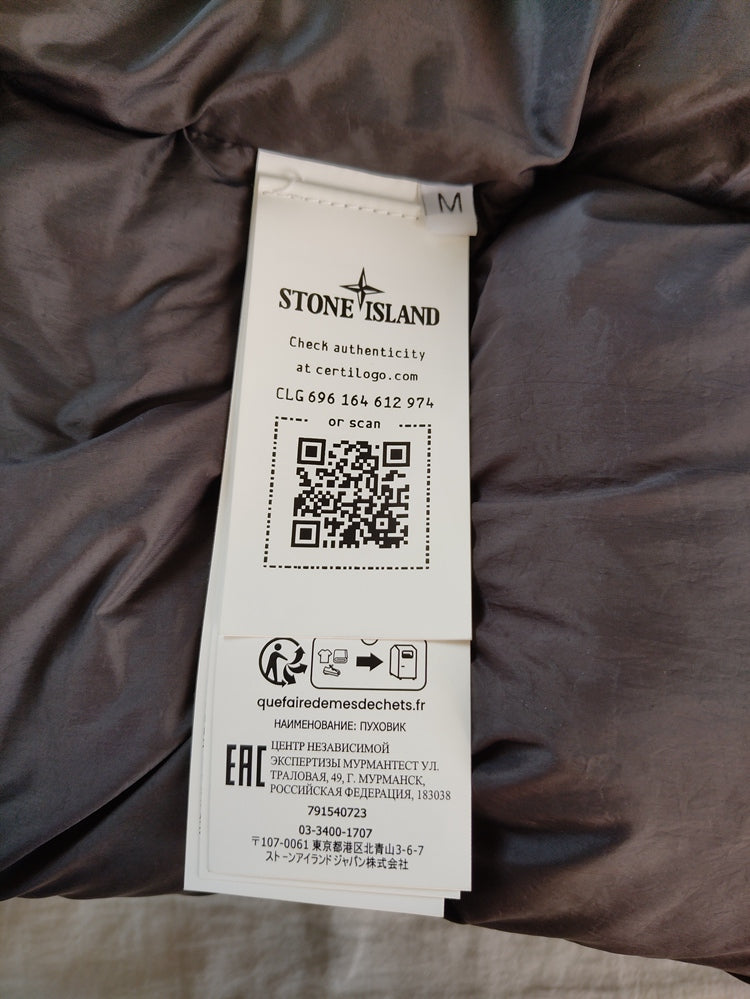 M
STONE ISLAND
Check authenticity
at certilogo.com
CLG 696 164 612 974
or scan
quefairedemesdechets.fr
НАИМЕНОВАНИЕ: ПУХОВИК
EAC
ЦЕНТР НЕЗАВИСИМОЙ
ЭКСПЕРТИЗЫ МУРМАНТЕСТ УЛ.
ТРАЛОВАЯ, 49, Г. МУРМАНСК,
РОССИЙСКАЯ ФЕДЕРАЦИЯ, 183038
791540723
03-3400-1707
〒107-0061 東京都港区北青山3-6-7
ストーンアイランドジャパン株式会社